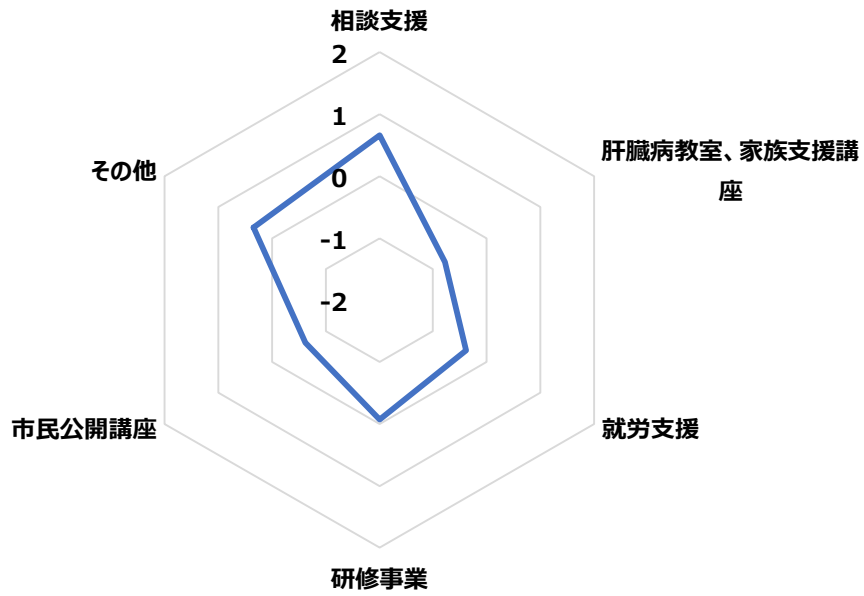 相談支援
2
1
0
-1
-2
肝臓病教室、家族支援講
座
就労支援
研修事業
市民公開講座
その他